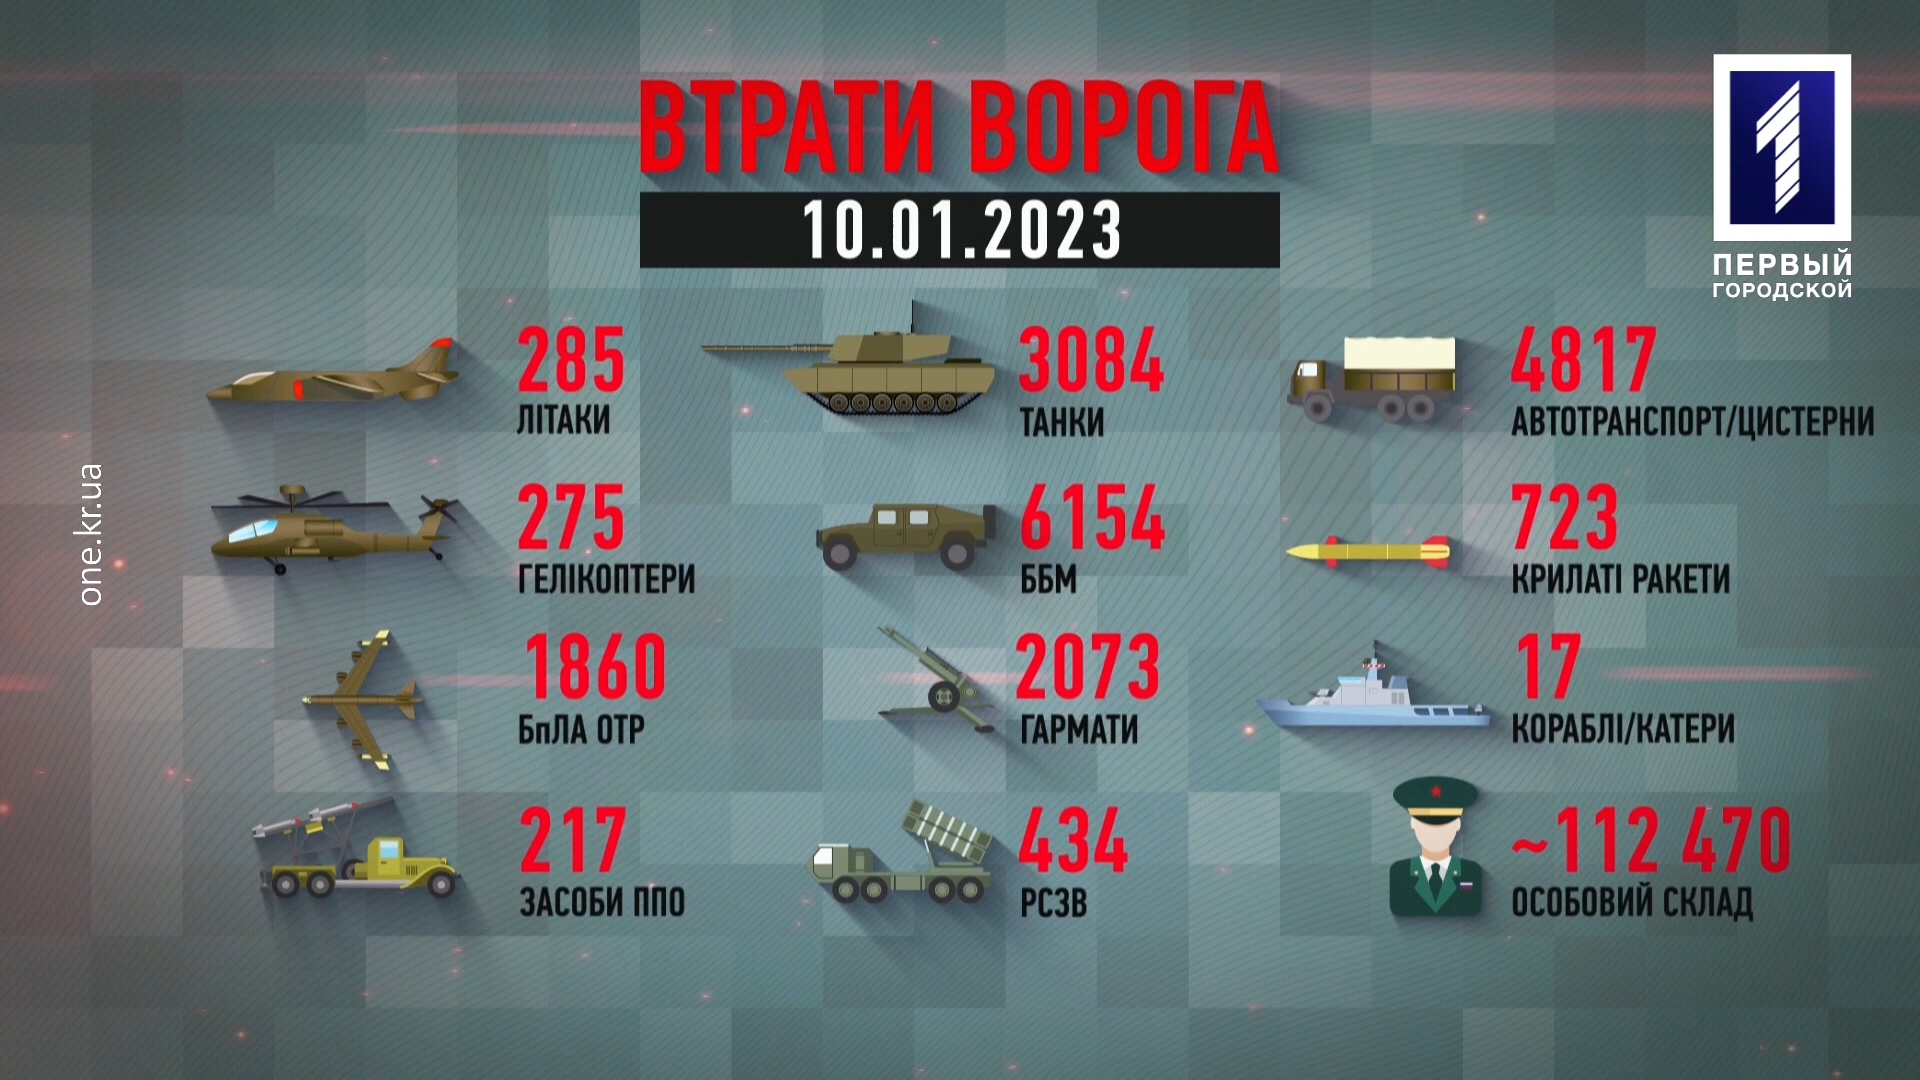 ВТРАТИ ВОРОГА
10.01.2023
ПЕРВЫЙ
ГОРОДСКОЙ
one.kr.ua
285
ЛІТАКИ
3084
ТАНКИ
4817
АВТОТРАНСПОРТ/ЦИСТЕРНИ
275
ГЕЛІКОПТЕРИ
6154
ББМ
723
КРИЛАТІ РАКЕТИ
1860
БпЛА ОТР
2073
ГАРМАТИ
17
КОРАБЛІ/КАТЕРИ
217
ЗАСОБИ ППО
434
РСЗВ
~112 470
ОСОБОВИЙ СКЛАД